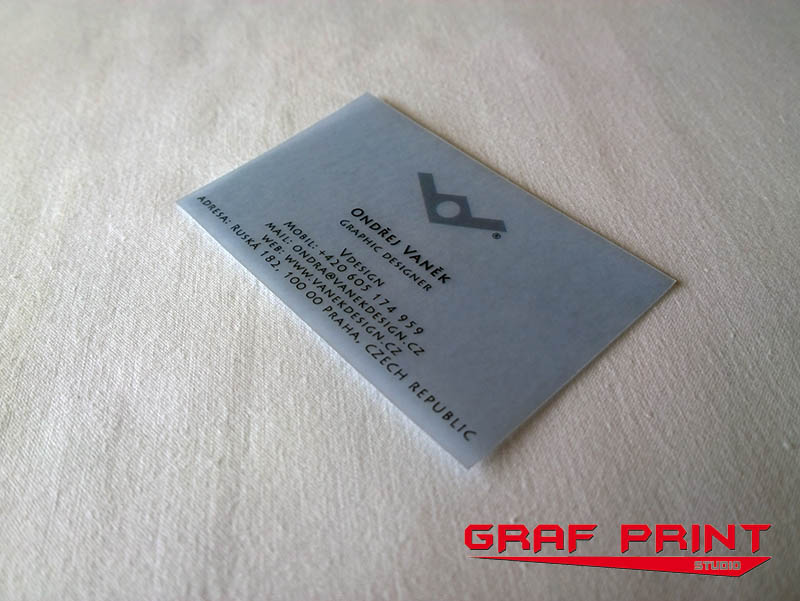 ®
ONDŘEJ VANĚK
GRAPHIC DESIGNER
VDESIGN
MOBIL: +420 605 174 959
MAIL: ONDRA@VANEKDESIGN.CZ
WEB: WWW.VANEKDESIGN.CZ
ADRESA: RUSKÁ 182, 100 00 PRAHA, CZECH REPUBLIC
GRAF PRINT
STUDIO